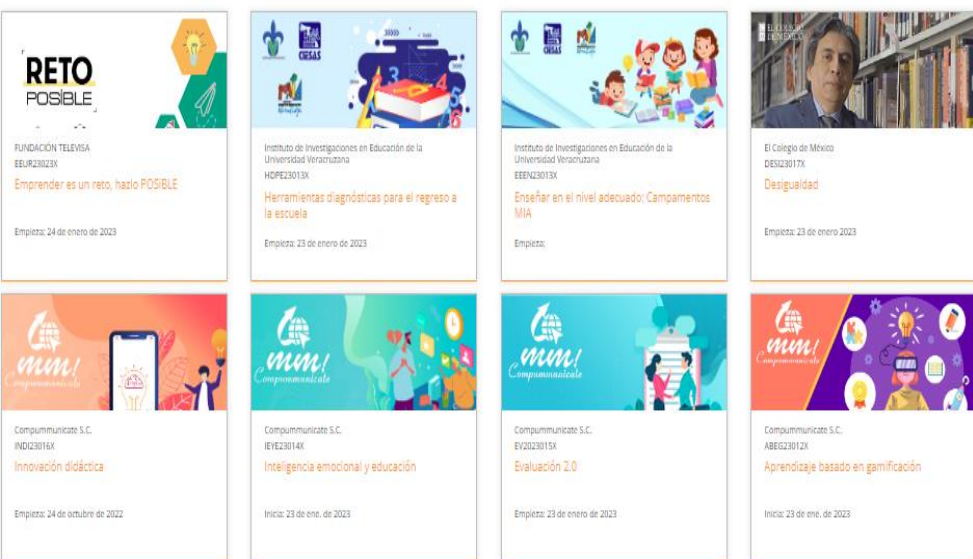 RETO
POSÍBLE
FUNDACIÓN TELEVISA
EEUR23023X
Emprender es un reto, hazlo POSÍBLE
Empieza: 24 de enero de 2023
CIESAS
Instituto de Investigaciones en Educación de la
Universidad Veracruzana
HDPE23013X
Herramientas diagnósticas para el regreso a
la escuela
Empieza: 23 de enero de 2023
CIESAS
Instituto de Investigaciones en Educación de la
Universidad Veracruzana
EEEN23013X
Enseñar en el nivel adecuado: Campamentos
MIA
Empieza:
EL COLEGIO
DE MÉXICO
El Colegio de México
DESI23017X
Desigualdad
Empieza: 23 de enero 2023
mm!
Compummunicate
Compummunicate S.C.
INDI23016X
Innovación didáctica
Empieza: 24 de octubre de 2022
mm!
Compummunicate
Compummunicate S.C.
IEYE23014X
Inteligencia emocional y educación
Inicia: 23 de ene. de 2023
mm!
Compummunicate
Compummunicate S.C.
EV2023015X
Evaluación 2.0
Empieza: 23 de enero de 2023
mm!
Compummunicate
Compummunicate S.C.
ABEG23012X
Aprendizaje basado en gamificación
Inicia: 23 de ene. de 2023